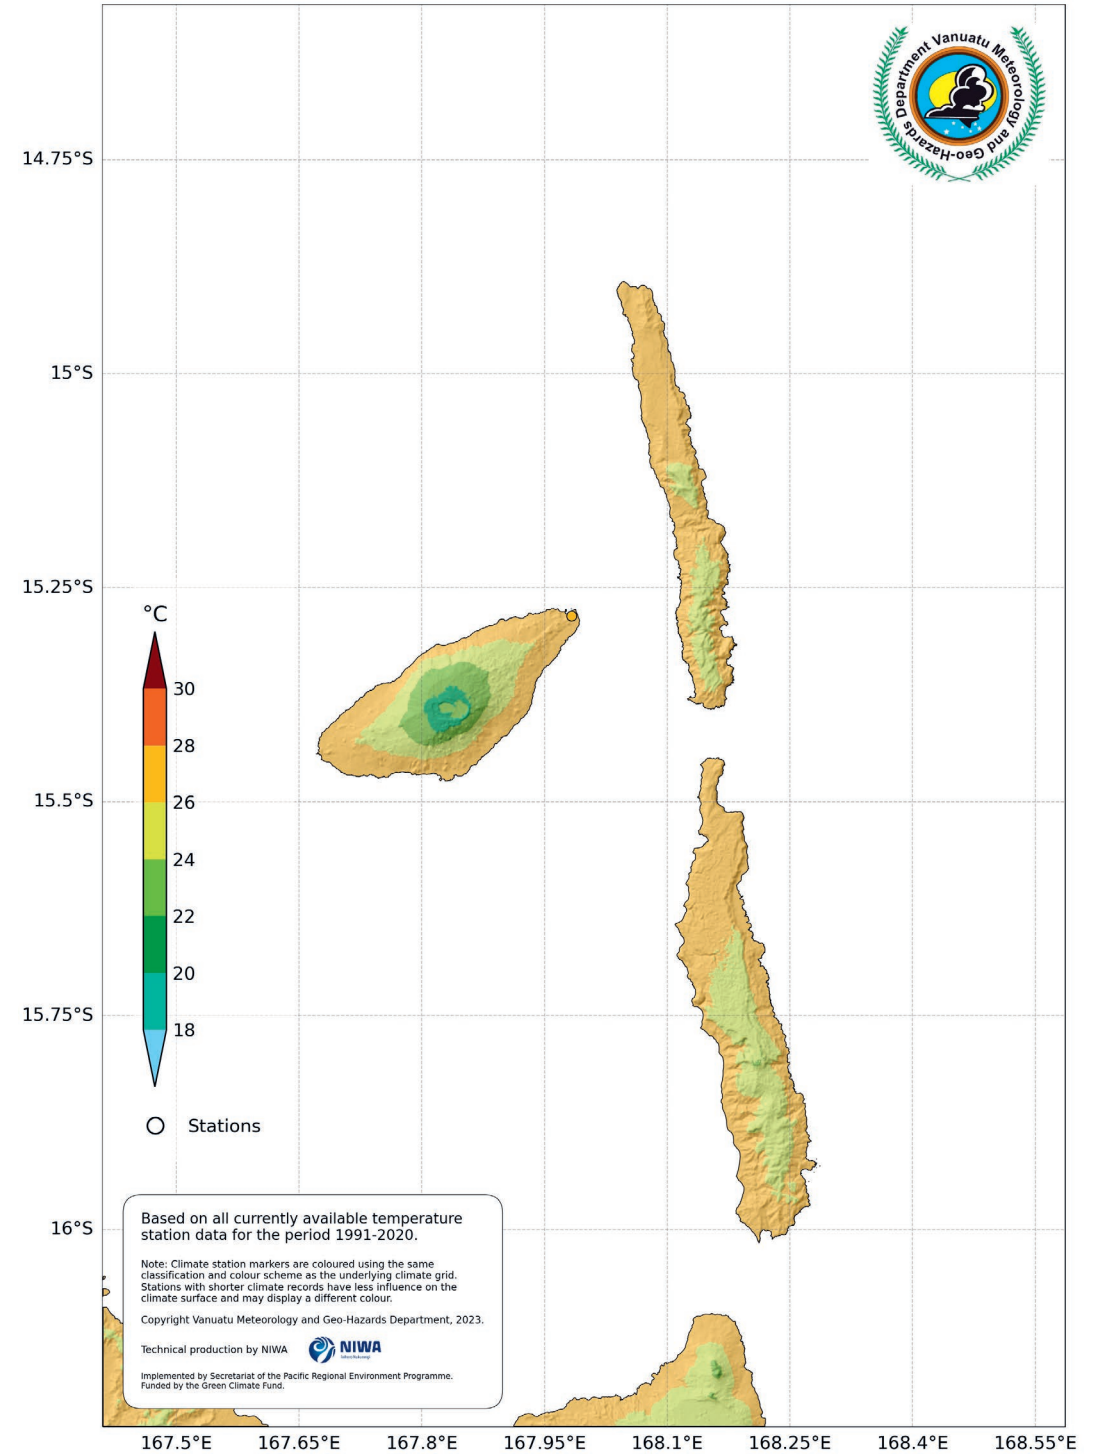 Department Vanuatu Meteorology and Geo-Hazards
14.75°S
15°S
15.25°S
15.5°S
15.75°S
16°S
°C
30
28
26
24
22
20
18
Stations
Based on all currently available temperature
station data for the period 1991-2020.
Note: Climate station markers are coloured using the same
classification and colour scheme as the underlying climate grid.
Stations with shorter climate records have less influence on the
climate surface and may display a different colour.
Copyright Vanuatu Meteorology and Geo-Hazards Department, 2023.
Technical production by NIWA
NIWA
Implemented by Secretariat of the Pacific Regional Environment Programme.
Funded by the Green Climate Fund.
167.5°E 167.65°E 167.8°E 167.95°E 168.1°E 168.25°E 168.4°E 168.55°E